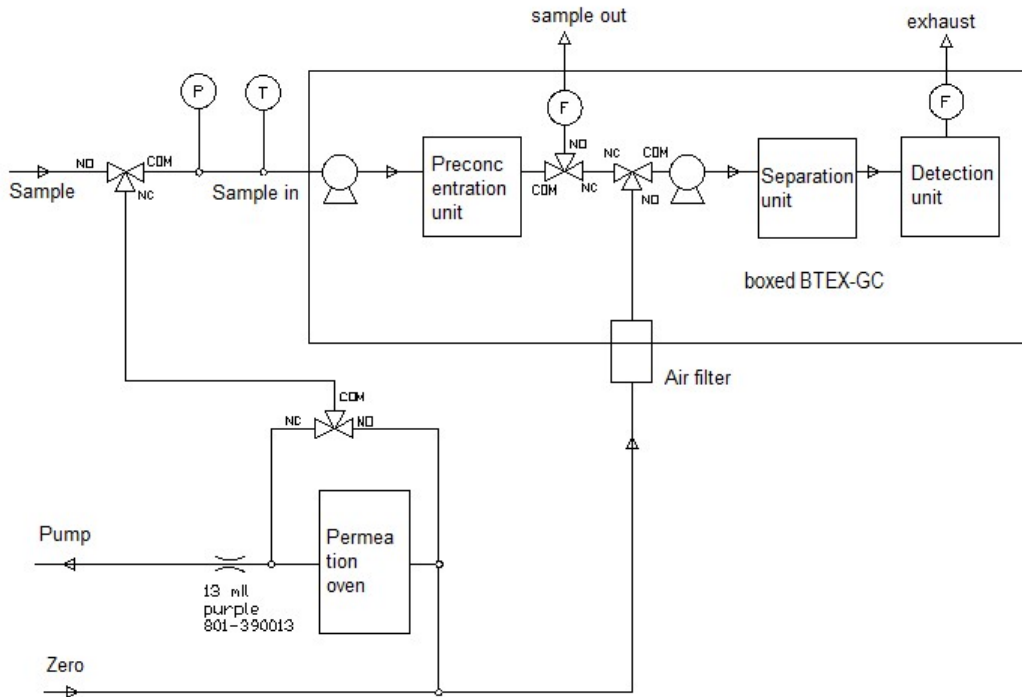 sample out
exhaust
P
T
F
F
NO
COM
NC
Sample
Sample in
Preconc
entration
unit
NO
COM
NC
NC
COM
NO
Separation
unit
Detection
unit
boxed BTEX-GC
Air filter
COM
NC
NO
Pump
Permea
tion
oven
13 mil
purple
801-390013
Zero